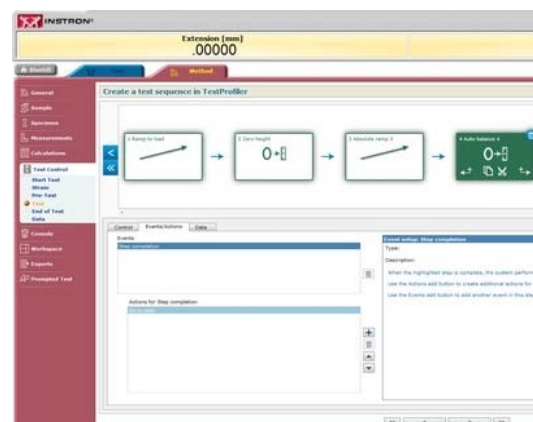 INSTRON
Extension [mm]
.00000
Bluehill
Method
General
Create a test sequence in TestProfiler
Sample
Specimen
Measurements
Calculations
Test Control
Start Test
Strain
Pre-Test
Test
End of Test
Data
Console
Workspace
Exports
Prompted Test
1 Ramp to load
2 Zero height
3 Absolute ramp 3
4 Auto balance 4
Control
Events/Actions
Data
Events
Step completion
Event setup: Step completion
Type:
Description:
When the highlighted step is complete, the system perform
Use the Actions add button to create additional actions for
Use the Events add button to add another event in this ste
Actions for Step completion